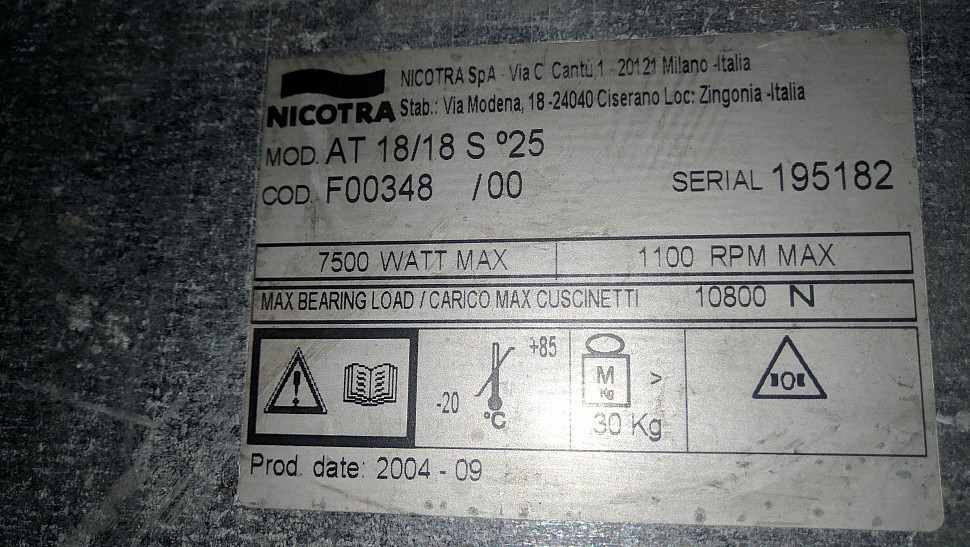 NICOTRA
NICOTRA SpA - Via C. Cantù,1 - 20121 Milano -Italia
Stab.: Via Modena, 18 -24040 Ciserano Loc: Zingonia -Italia
MOD. AT 18/18 S º25
COD. F00348 /00 SERIAL 195182
7500 WATT MAX 1100 RPM MAX
MAX BEARING LOAD / CARICO MAX CUSCINETTI 10800 N
-20 +85 °C
M Kg > 30 Kg
Prod. date: 2004 - 09